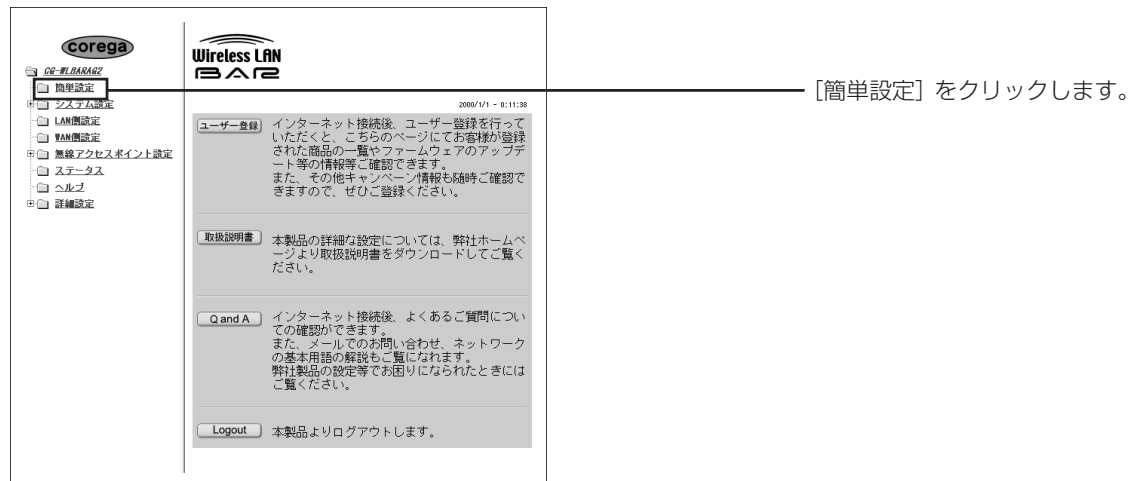 corega
CG-WLBARAG2
簡単設定
システム設定
LAN側設定
WAN側設定
無線アクセスポイント設定
ステータス
ヘルプ
詳細設定
Wireless LAN
BAR
2000/1/1 - 0:11:38
ユーザー登録
インターネット接続後、ユーザー登録を行って
いただくと、こちらのページにてお客様が登録
された商品の一覧やファームウェアのアップデ
ート等の情報等ご確認できます。
また、その他キャンペーン情報も随時ご確認で
きますので、ぜひご登録ください。
取扱説明書
本製品の詳細な設定については、弊社ホームペ
ージより取扱説明書をダウンロードしてご覧く
ださい。
Q and A
インターネット接続後、よくあるご質問につい
ての確認ができます。
また、メールでのお問い合わせ、ネットワーク
の基本用語の解説もご覧になれます。
弊社製品の設定等でお困りになられたときには
ご覧ください。
Logout
本製品よりログアウトします。
［簡単設定］をクリックします。